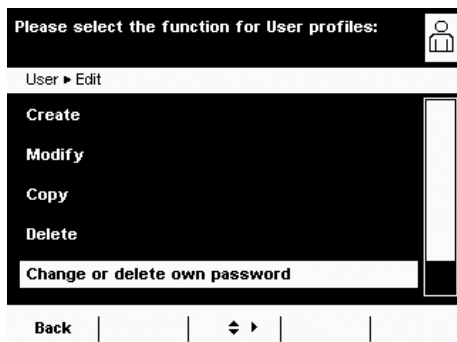 Please select the function for User profiles:
User ▸ Edit
Create
Modify
Copy
Delete
Change or delete own password
Back